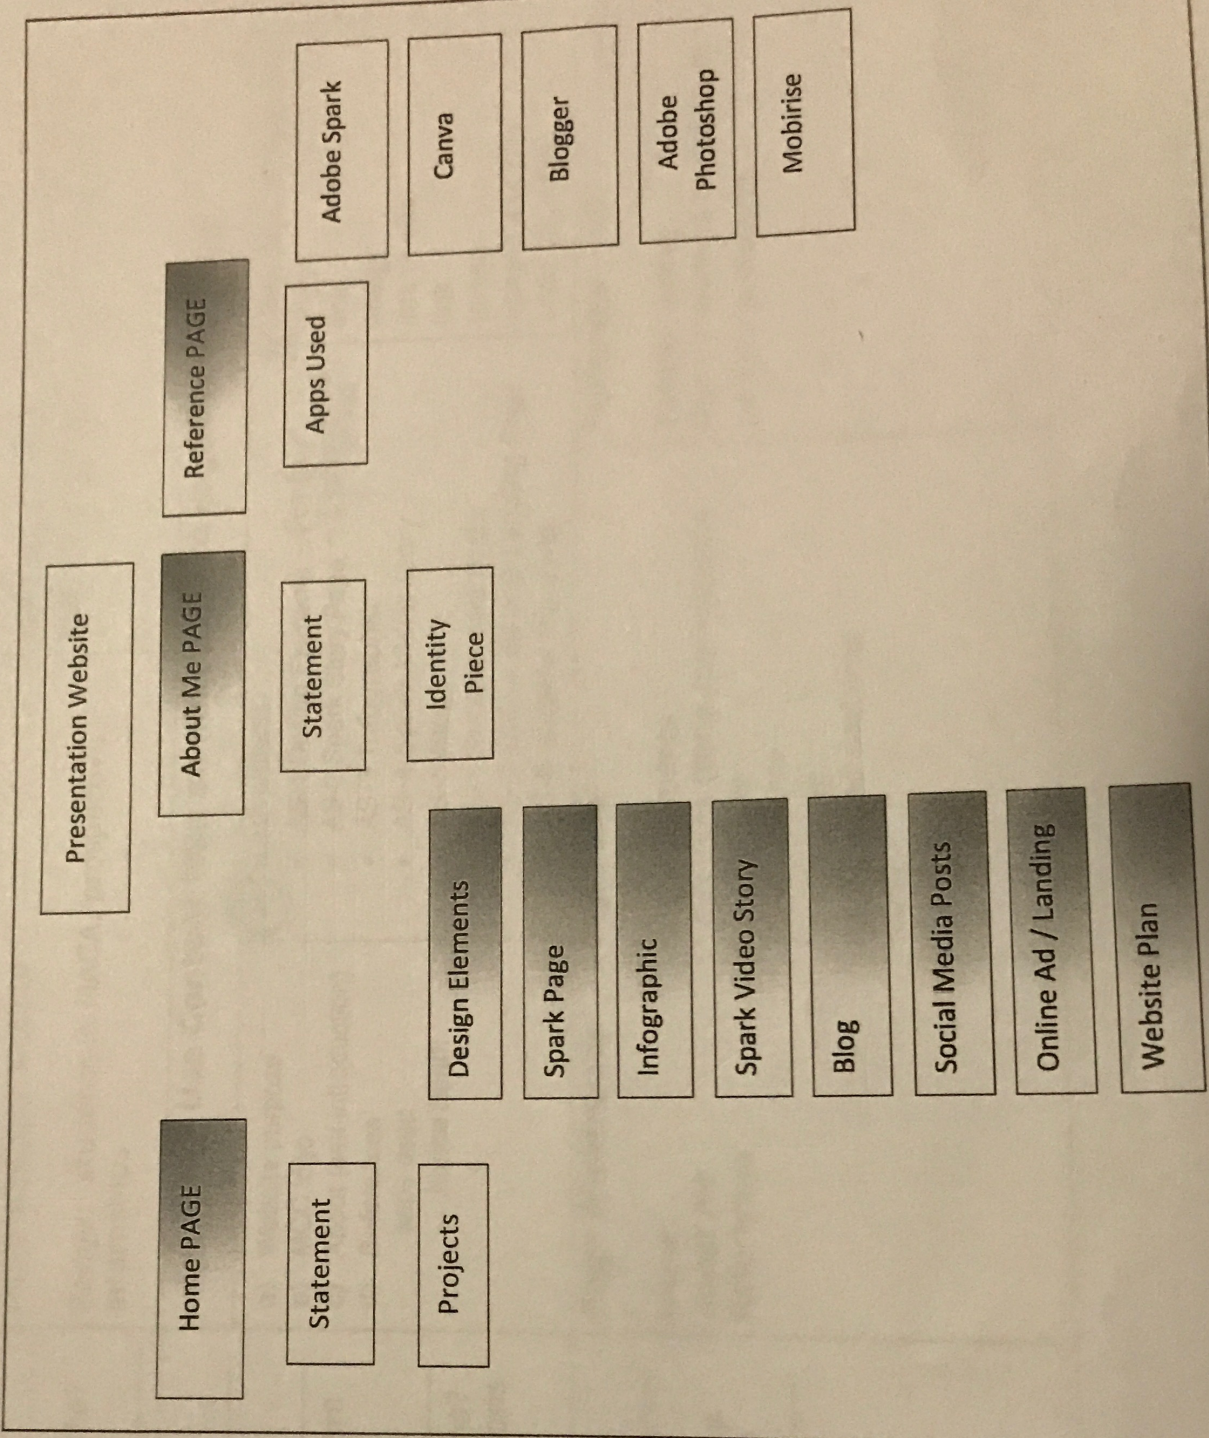 Presentation Website
Home PAGE
About Me PAGE
Reference PAGE
Statement
Projects
Design Elements
Spark Page
Infographic
Spark Video Story
Blog
Social Media Posts
Online Ad / Landing
Website Plan
Statement
Identity
Piece
Apps Used
Adobe Spark
Canva
Blogger
Adobe
Photoshop
Mobirise